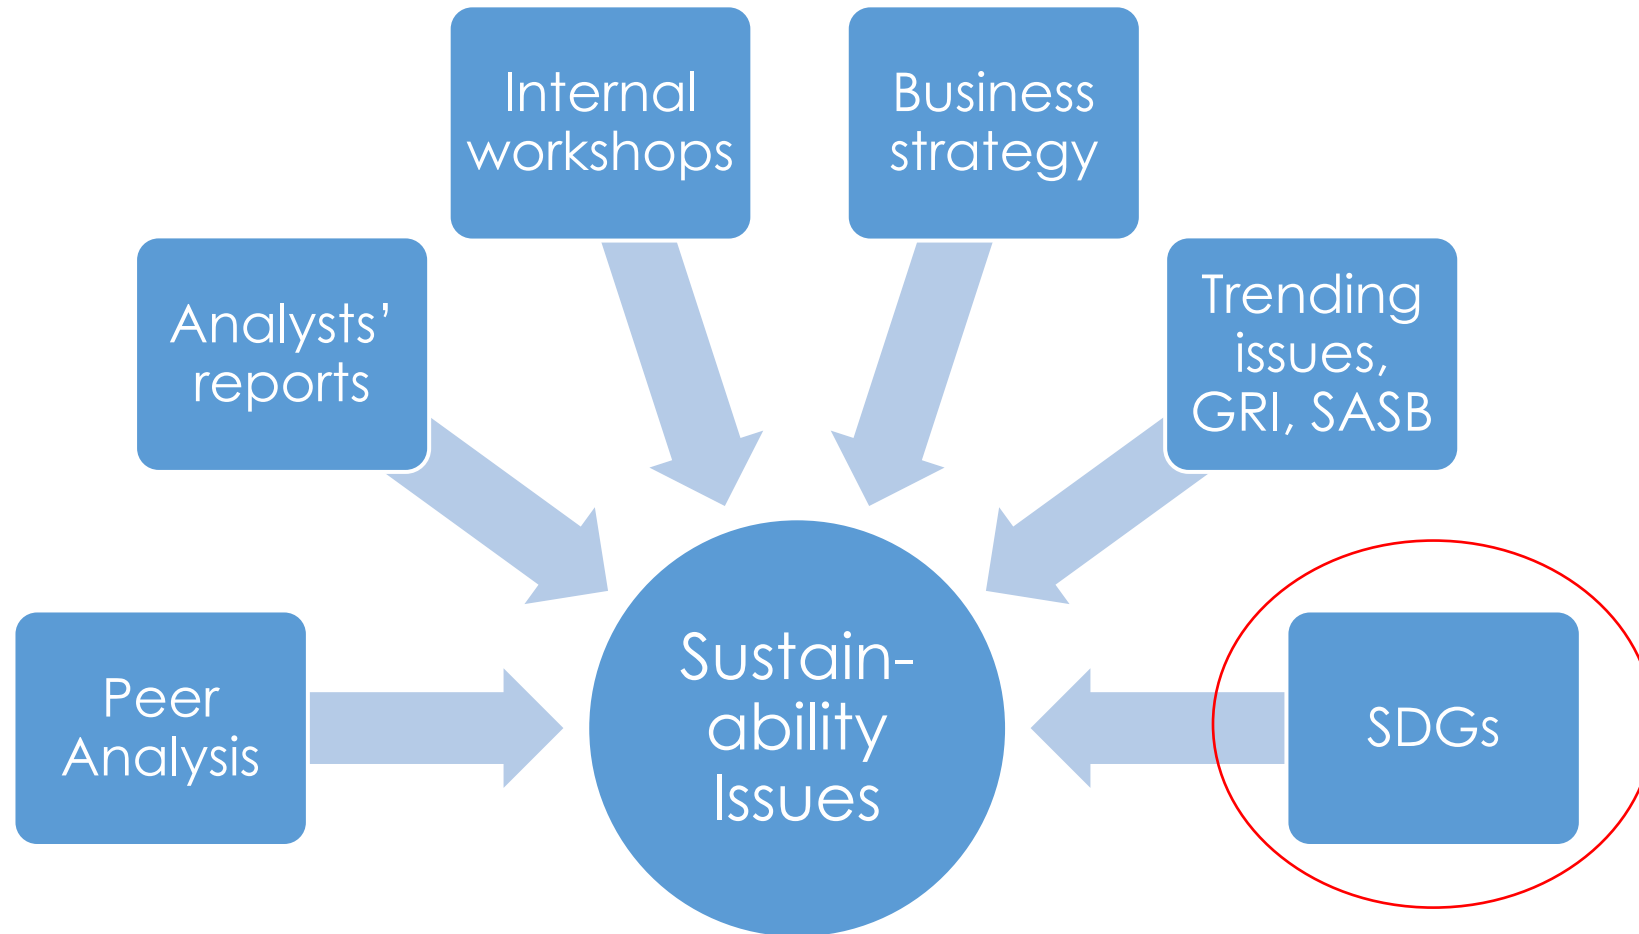 Internal
workshops
Business
strategy
Analysts’
reports
Trending
issues,
GRI, SASB
Peer
Analysis
Sustain-
ability
Issues
SDGs